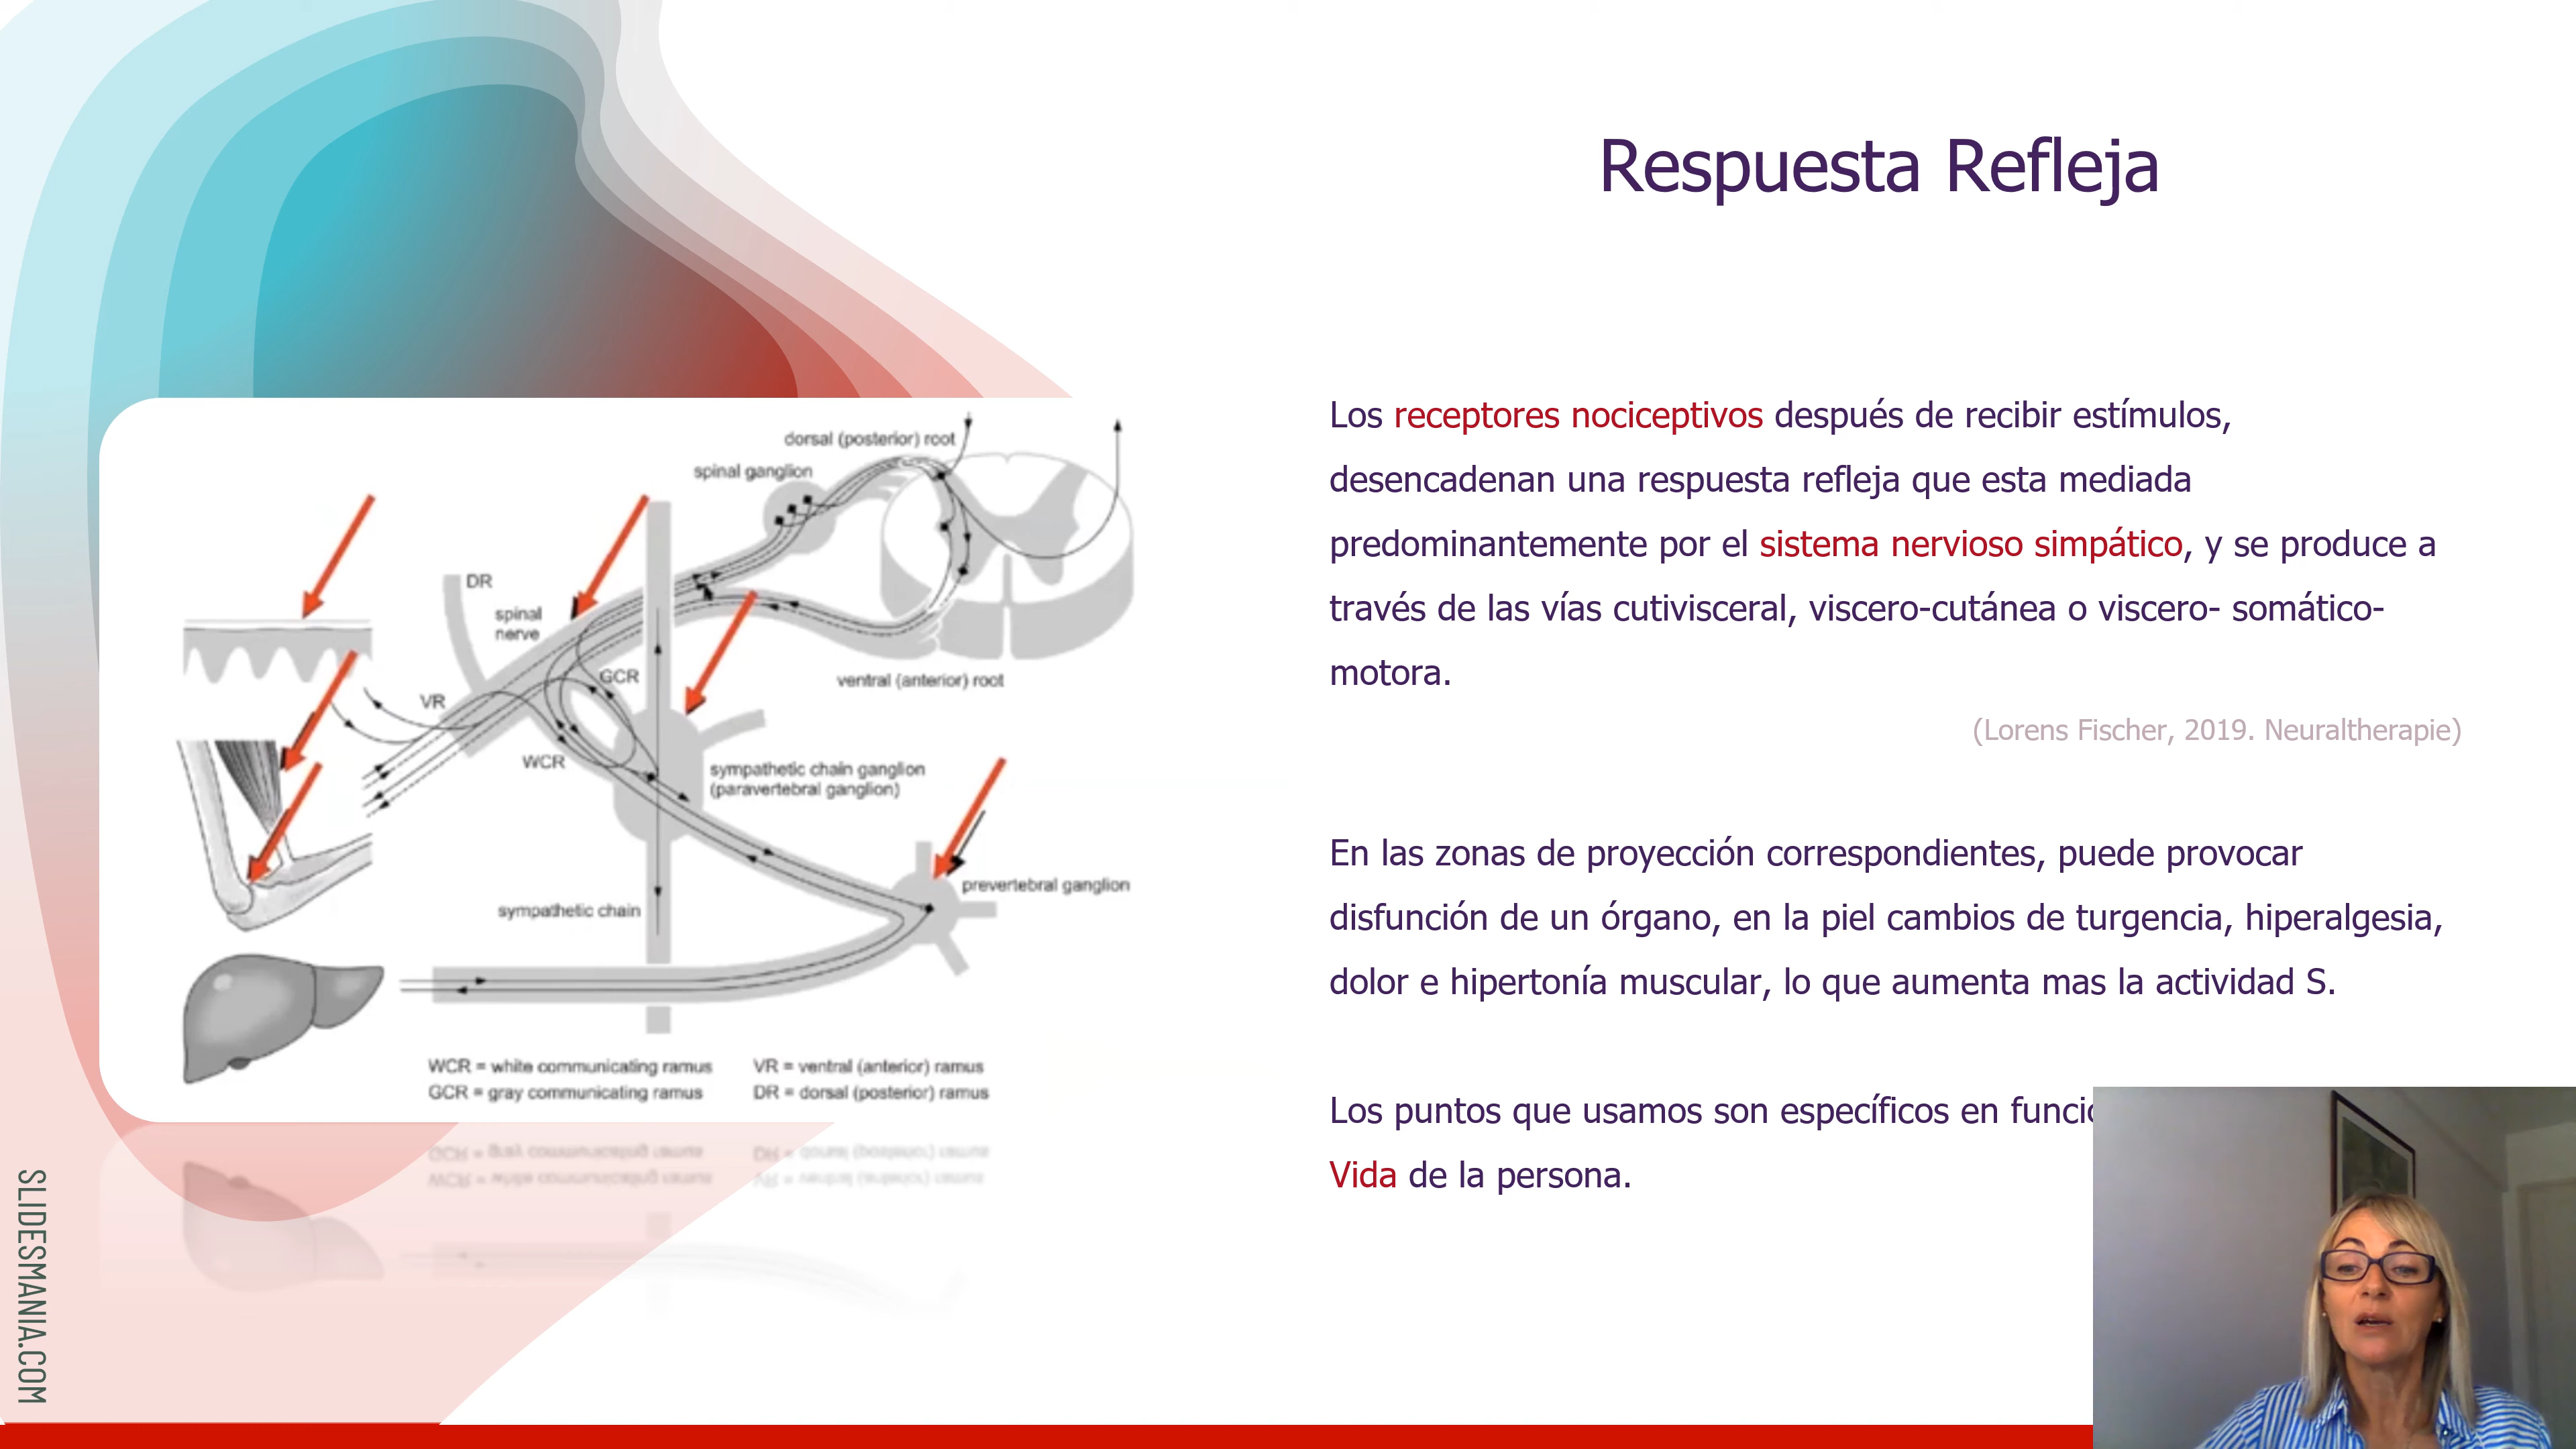 Respuesta Refleja
Los receptores nociceptivos después de recibir estímulos,
desencadenan una respuesta refleja que esta mediada
predominantemente por el sistema nervioso simpático, y se produce a
través de las vías cutivisceral, viscero-cutánea o viscero- somático-
motora.
(Lorens Fischer, 2019. Neuraltherapie)
En las zonas de proyección correspondientes, puede provocar
disfunción de un órgano, en la piel cambios de turgencia, hiperalgesia,
dolor e hipertonía muscular, lo que aumenta mas la actividad S.
Los puntos que usamos son específicos en
Vida de la persona.
dorsal (posterior) root
spinal ganglion
DR
spinal
nerve
GCR
ventral (anterior) root
VR
WCR
sympathetic chain ganglion
(paravertebral ganglion)
prevertebral ganglion
sympathetic chain
WCR = white communicating ramus
GCR = gray communicating ramus
VR = ventral (anterior) ramus
DR = dorsal (posterior) ramus
SLIDESMANIA.COM